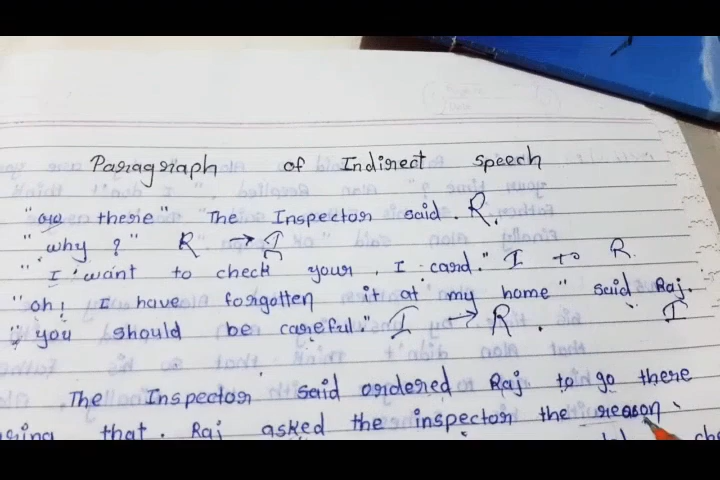 Paragraph of Indirect speech
" there" The Inspector said. R.
"why ?" R → I
"I want to check your I card." I to R.
"oh! I have forgotten it at my home" said Raj.
"you should be careful." I → R. I
The Inspector said ordered Raj to go there
that. Raj asked the inspector the reason